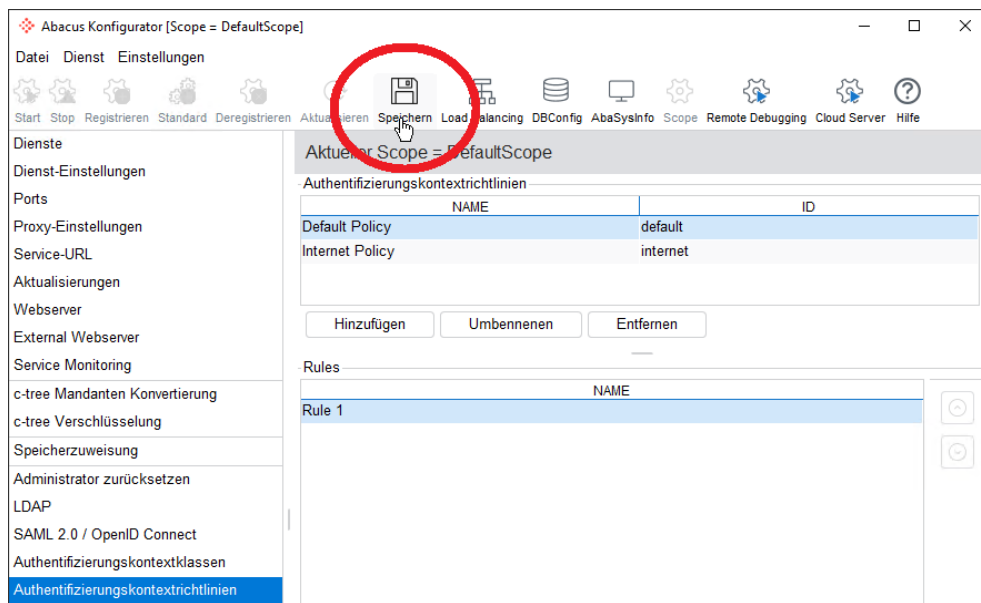 Abacus Konfigurator [Scope = DefaultScope]
Datei Dienst Einstellungen
Start Stop Registrieren Standard Deregistrieren Aktualisieren Speichern Load Balancing DBConfig AbaSysInfo Scope Remote Debugging Cloud Server Hilfe
Dienste
Dienst-Einstellungen
Ports
Proxy-Einstellungen
Service-URL
Aktualisierungen
Webserver
External Webserver
Service Monitoring
c-tree Mandanten Konvertierung
c-tree Verschlüsselung
Speicherzuweisung
Administrator zurücksetzen
LDAP
SAML 2.0 / OpenID Connect
Authentifizierungskontextklassen
Authentifizierungskontextrichtlinien
Aktueller Scope = DefaultScope
Authentifizierungskontextrichtlinien
NAME ID
Default Policy default
Internet Policy internet
Hinzufügen Umbennenen Entfernen
Rules
NAME
Rule 1